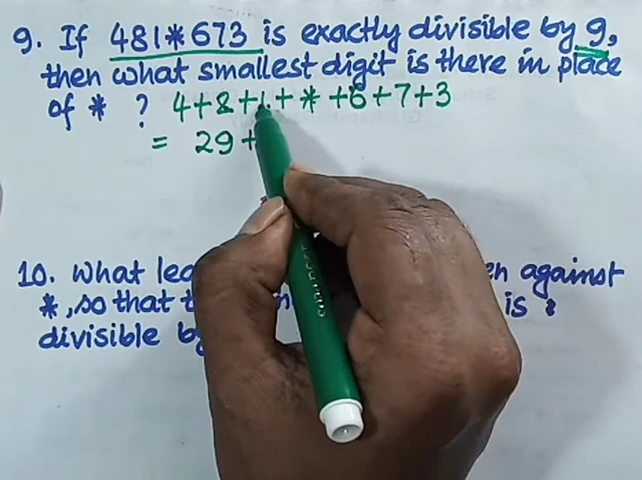 9. If 481*673 is exactly divisible by 9,
then what smallest digit is there in place
of * ? 4+8+1+*+6+7+3
= 29+
10. What en against
*, so that is
divisible